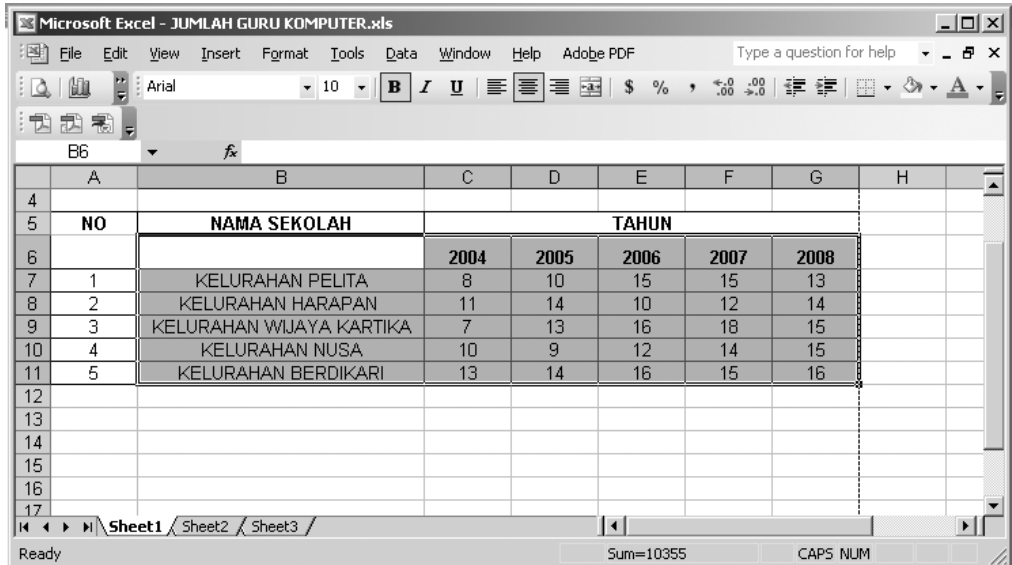 Microsoft Excel - JUMLAH GURU KOMPUTER.xls
File Edit View Insert Format Tools Data Window Help Adobe PDF Type a question for help
Arial 10 B I U $ % , .0 .00 .00 .0 A
B6 fx
A B C D E F G H
4
5 NO NAMA SEKOLAH TAHUN
6 2004 2005 2006 2007 2008
7 1 KELURAHAN PELITA 8 10 15 15 13
8 2 KELURAHAN HARAPAN 11 14 10 12 14
9 3 KELURAHAN WIJAYA KARTIKA 7 13 16 18 15
10 4 KELURAHAN NUSA 10 9 12 14 15
11 5 KELURAHAN BERDIKARI 13 14 16 15 16
12
13
14
15
16
17
Sheet1 Sheet2 Sheet3
Ready Sum=10355 CAPS NUM